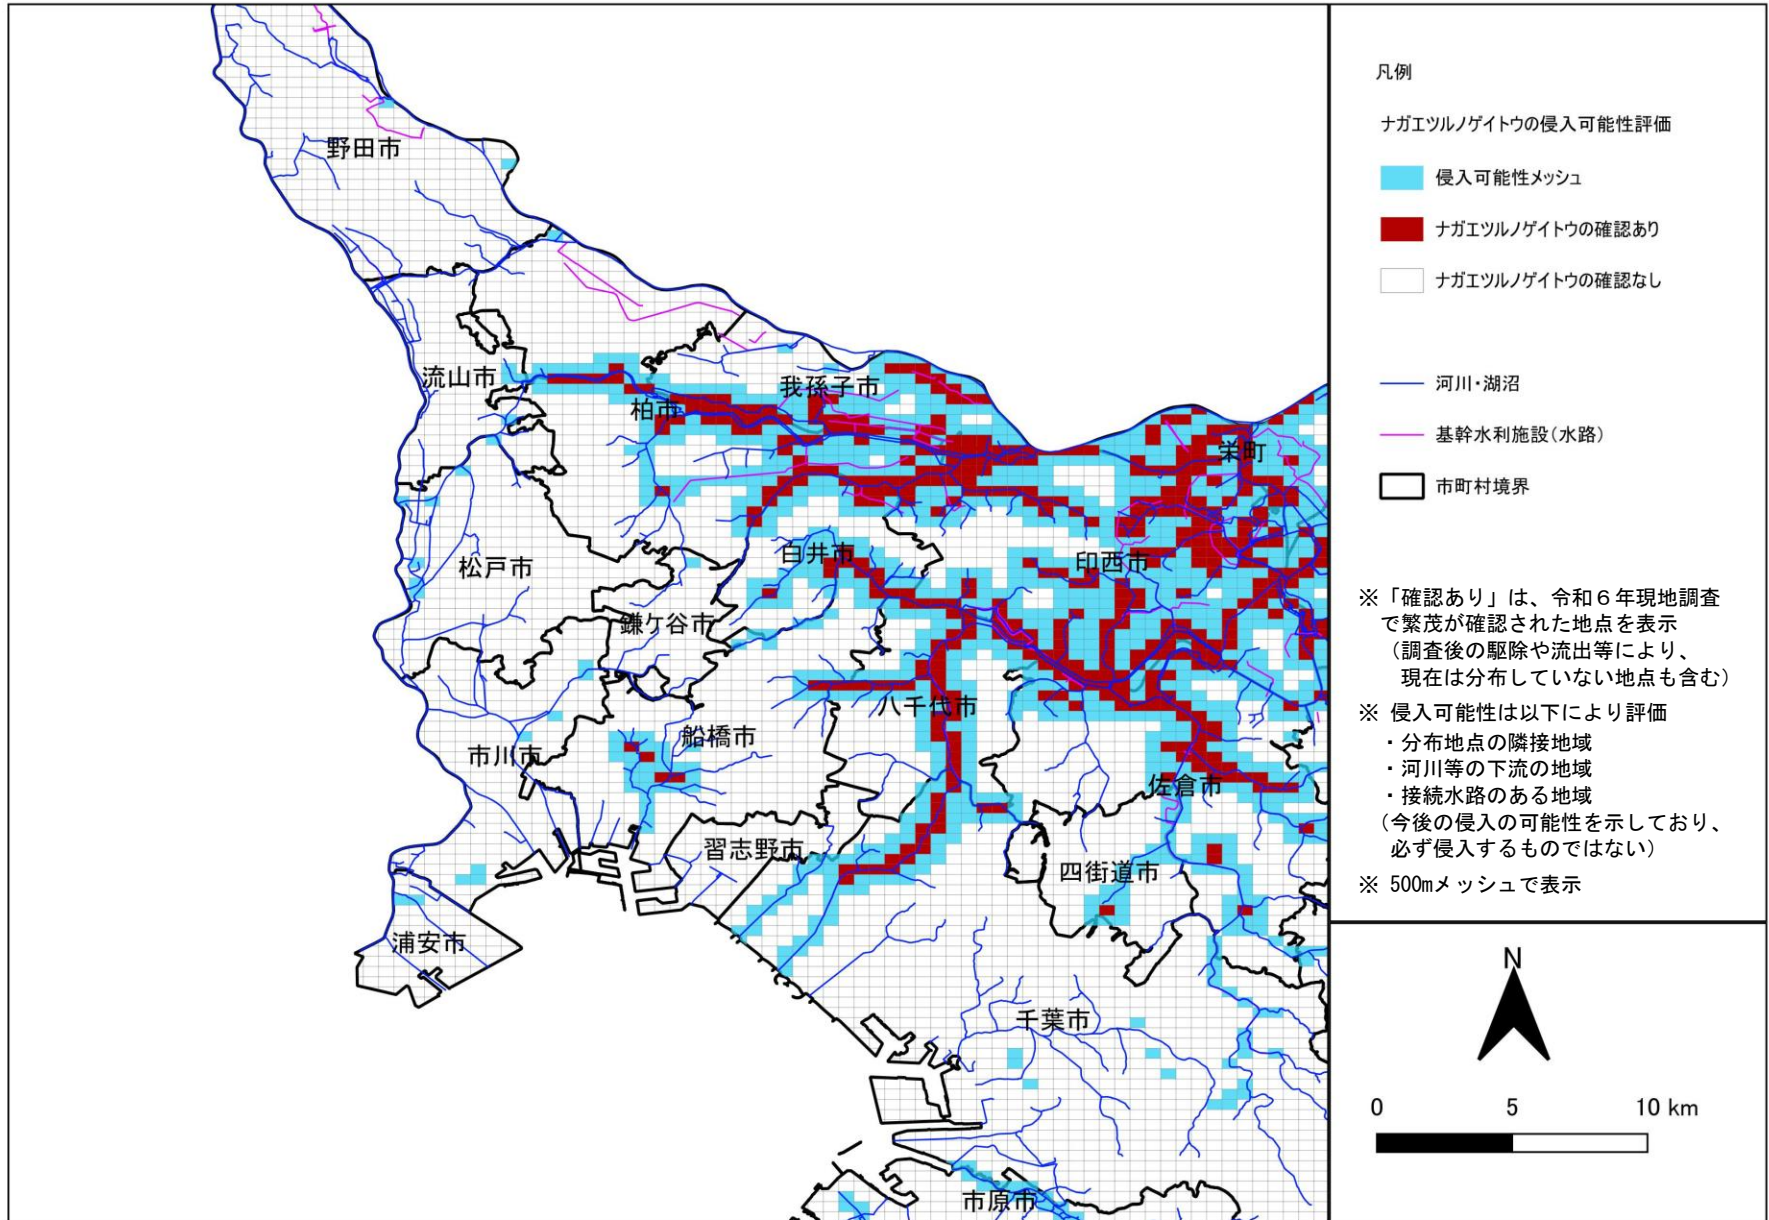 野田市
流山市
柏市
我孫子市
栄町
松戸市
白井市
印西市
鎌ケ谷市
八千代市
船橋市
市川市
佐倉市
習志野市
四街道市
浦安市
千葉市
市原市
凡例
ナガエツルノゲイトウの侵入可能性評価
侵入可能性メッシュ
ナガエツルノゲイトウの確認あり
ナガエツルノゲイトウの確認なし
河川・湖沼
基幹水利施設(水路)
市町村境界
※「確認あり」は、令和６年現地調査
で繁茂が確認された地点を表示
（調査後の駆除や流出等により、
現在は分布していない地点も含む）
※ 侵入可能性は以下により評価
・分布地点の隣接地域
・河川等の下流の地域
・接続水路のある地域
（今後の侵入の可能性を示しており、
必ず侵入するものではない）
※ 500mメッシュで表示
N
0 5 10 km